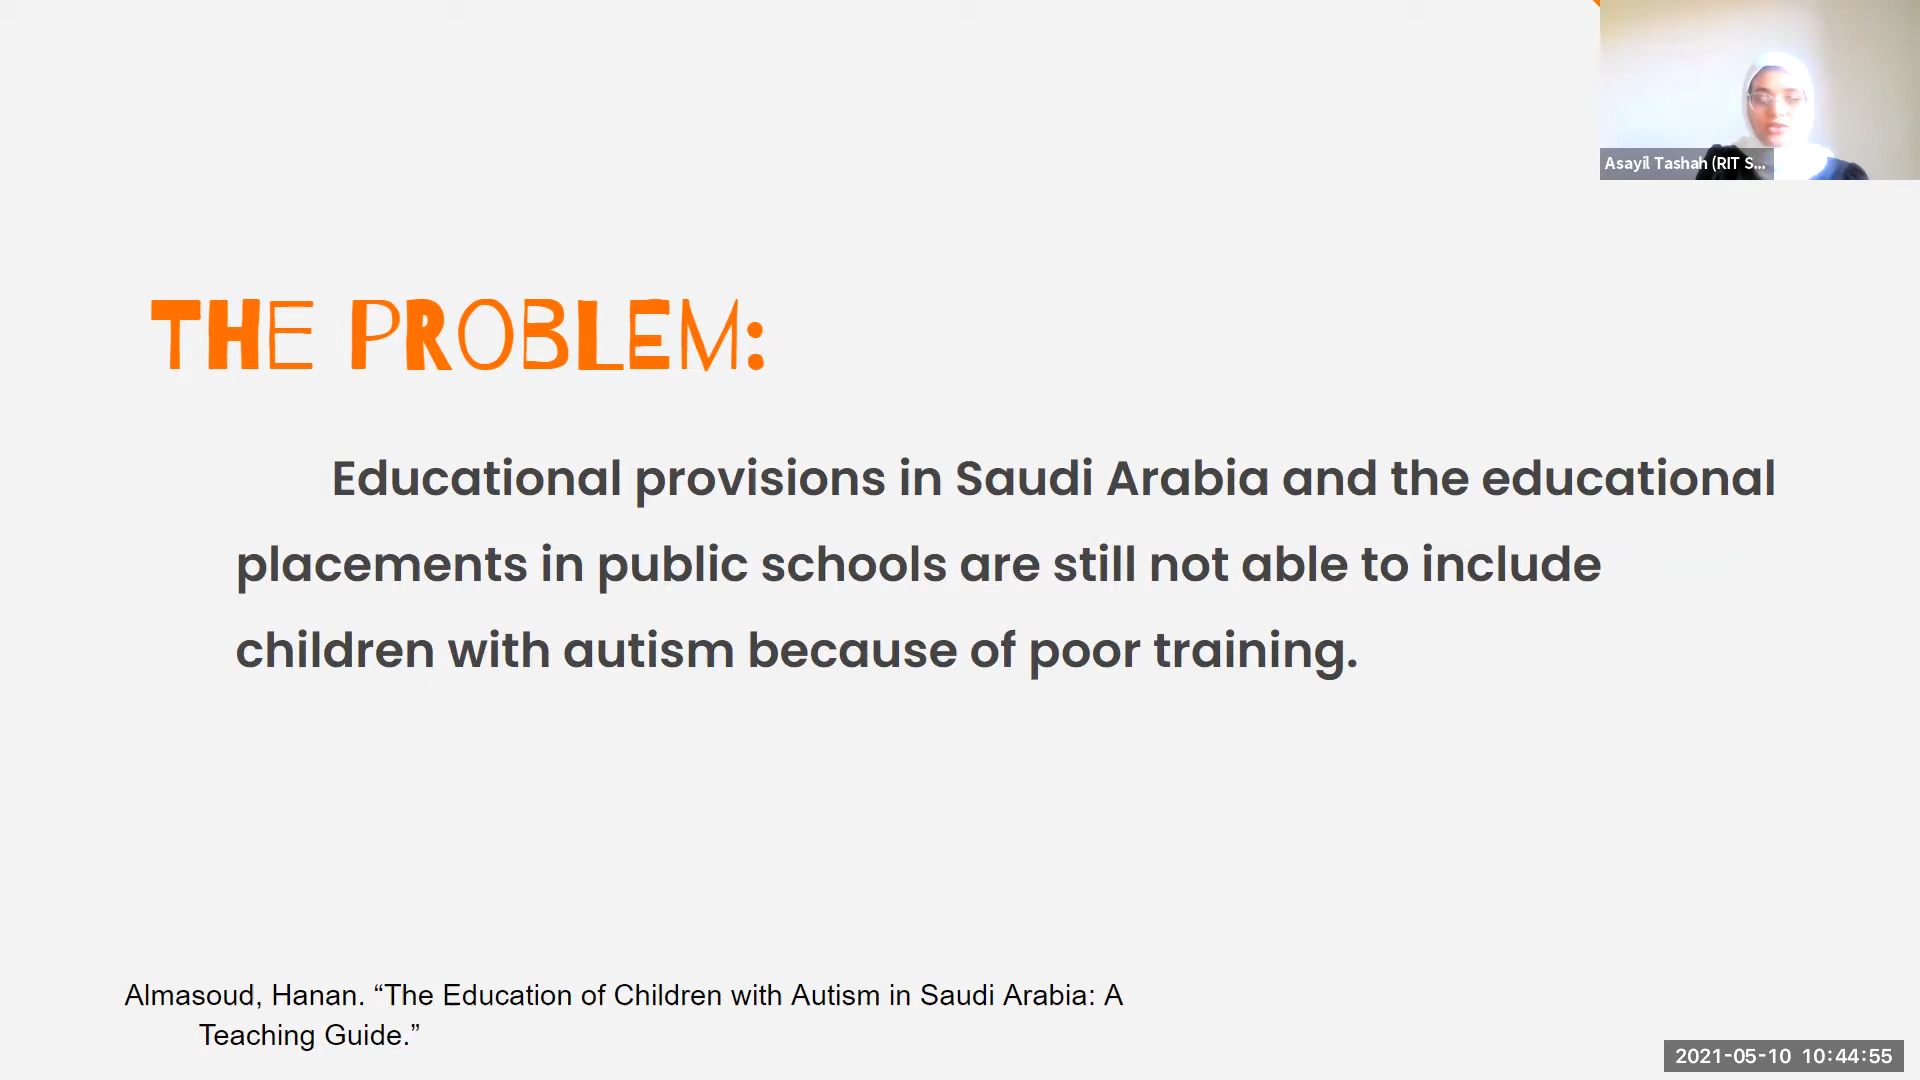 Asayil Tashah (RIT S...
THE PROBLEM:
Educational provisions in Saudi Arabia and the educational
placements in public schools are still not able to include
children with autism because of poor training.
Almasoud, Hanan. “The Education of Children with Autism in Saudi Arabia: A
Teaching Guide.”
2021-05-10 10:44:55